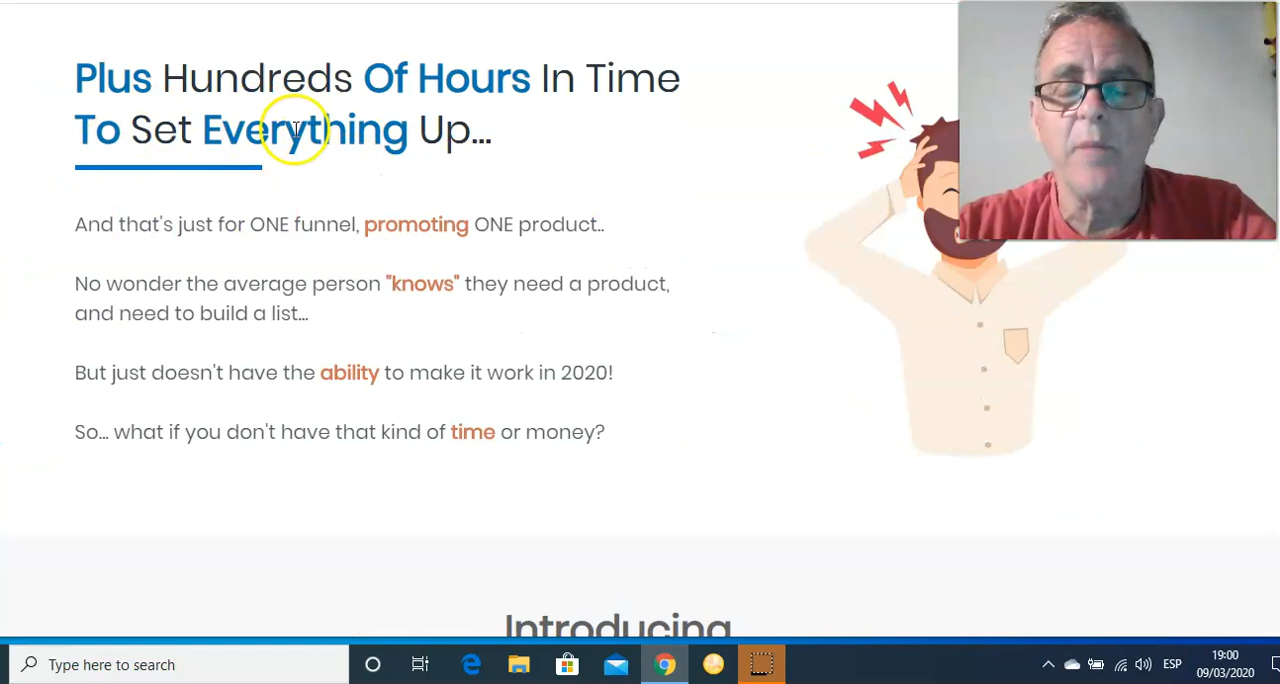 Plus Hundreds Of Hours In Time
To Set Everything Up...
And that's just for ONE funnel, promoting ONE product..
No wonder the average person "knows" they need a product,
and need to build a list...
But just doesn't have the ability to make it work in 2020!
So... what if you don't have that kind of time or money?
Introducing
Type here to search
ESP
19:00
09/03/2020